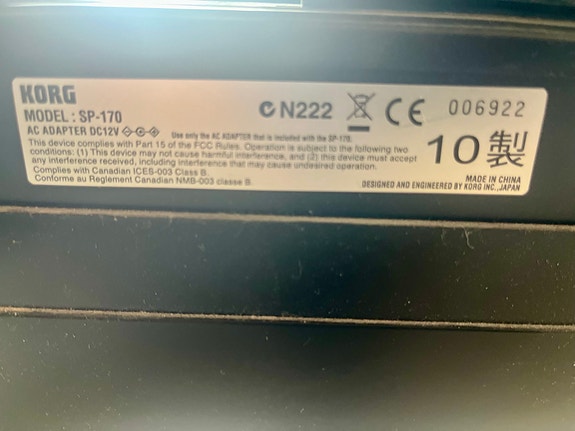 KORG
MODEL : SP-170
AC ADAPTER DC12V
Use only the AC ADAPTER that is included with the SP-170.
This device complies with Part 15 of the FCC Rules. Operation is subject to the following two
conditions: (1) This device may not cause harmful interference, and (2) this device must accept
any interference received, including interference that may cause undesired operation.
Complies with Canadian ICES-003 Class B.
Conforme au Reglement Canadian NMB-003 classe B.
N222
CE
006922
10製
MADE IN CHINA
DESIGNED AND ENGINEERED BY KORG INC.,JAPAN